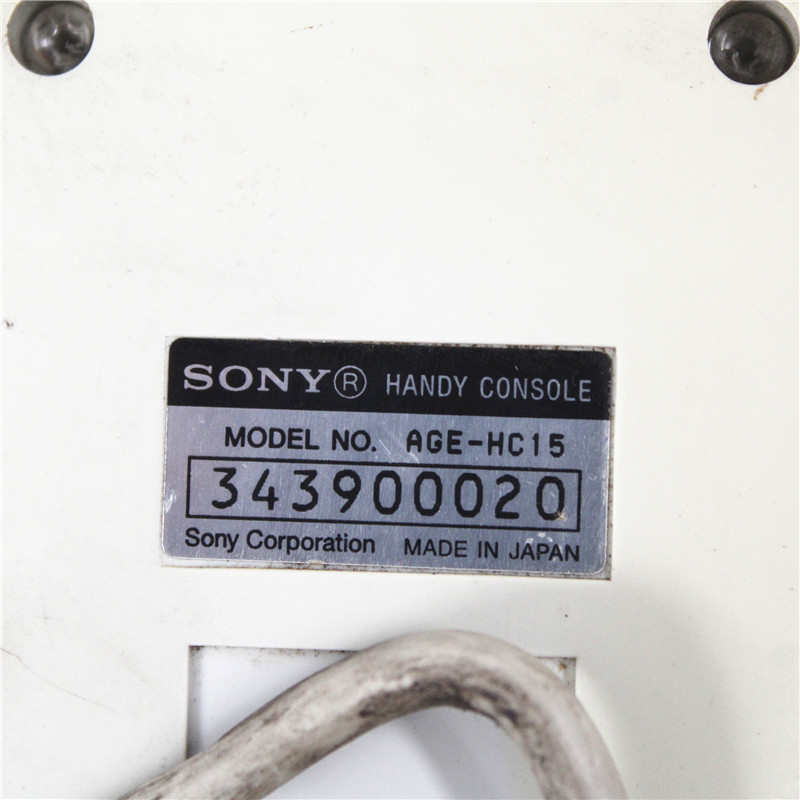 SONY® HANDY CONSOLE
MODEL NO. AGE-HC15
343900020
Sony Corporation MADE IN JAPAN